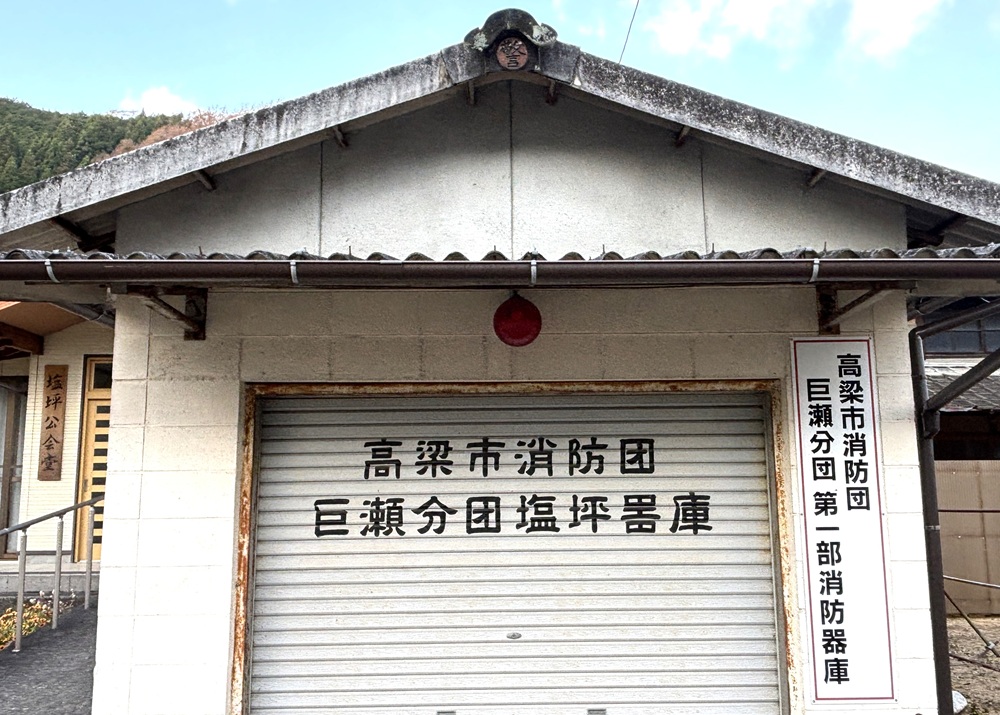 警
高梁市消防団
巨瀬分団塩坪器庫
高梁市消防団
巨瀬分団 第一部消防器庫
塩坪公会堂